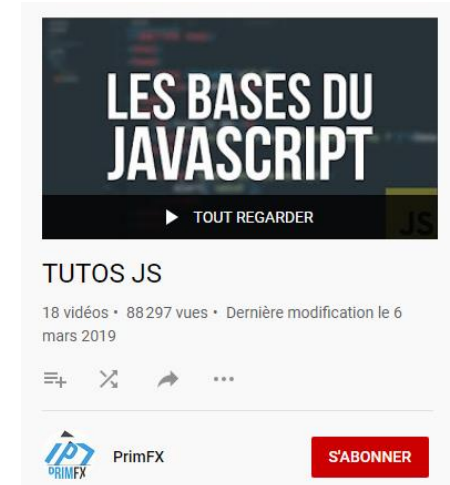 LES BASES DU
JAVASCRIPT
TOUT REGARDER
JS
TUTOS JS
18 vidéos • 88 297 vues • Dernière modification le 6
mars 2019
PRIMFX
PrimFX
S'ABONNER